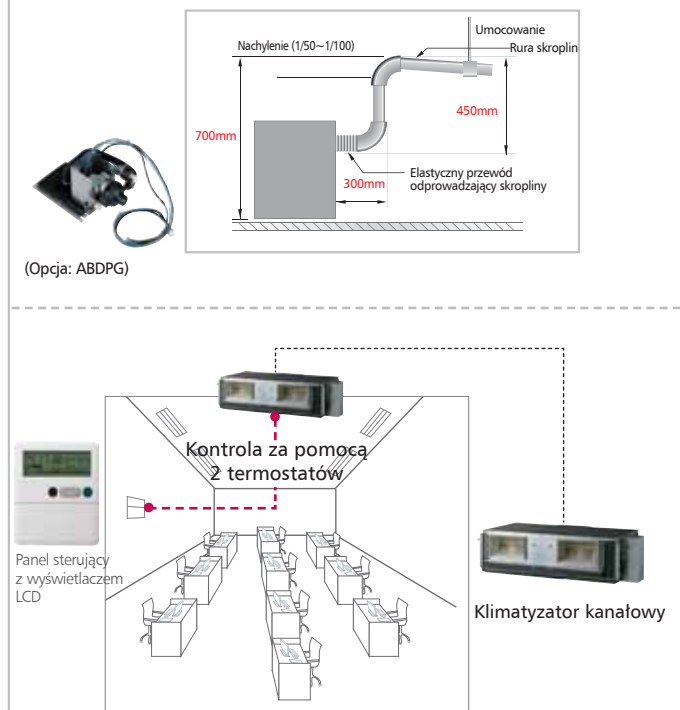 Umocowanie
Nachylenie (1/50~1/100)
Rura skroplin
450mm
700mm
Elastyczny przewód
odprowadzający skropliny
300mm
(Opcja: ABDPG)
Kontrola za pomocą
2 termostatów
Panel sterujący
z wyświetlaczem
LCD
Klimatyzator kanałowy